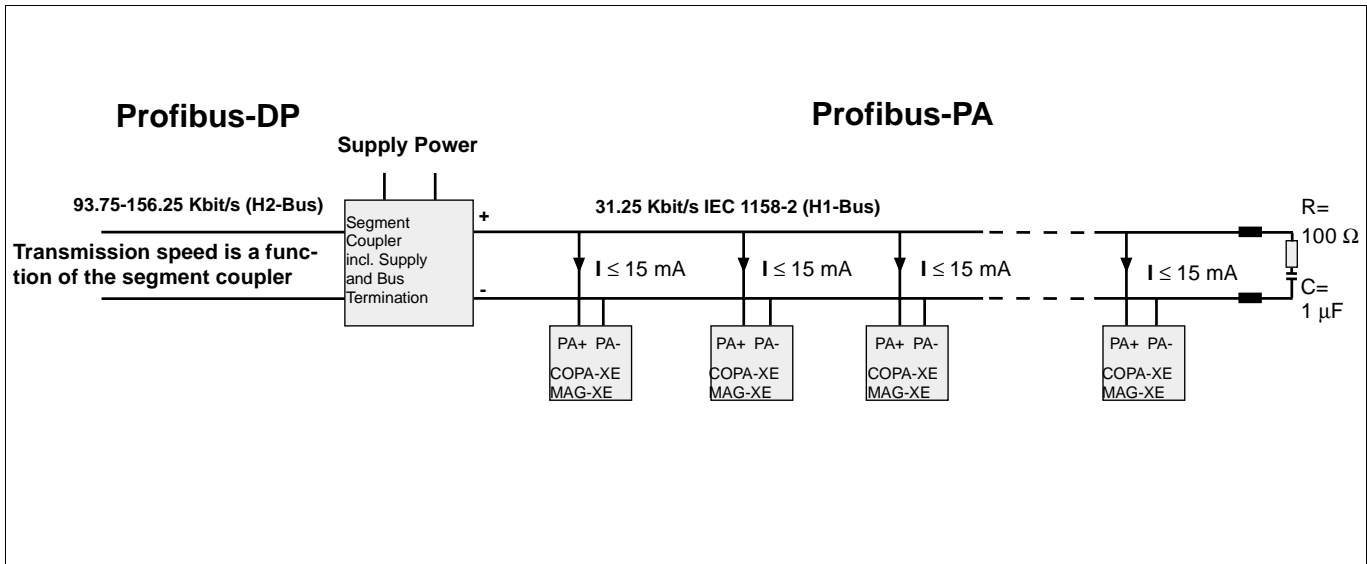 Profibus-DP
Profibus-PA
Supply Power
93.75-156.25 Kbit/s (H2-Bus)
31.25 Kbit/s IEC 1158-2 (H1-Bus)
Transmission speed is a func-
tion of the segment coupler
Segment
Coupler
incl. Supply
and Bus
Termination
+
-
I ≤ 15 mA
I ≤ 15 mA
I ≤ 15 mA
I ≤ 15 mA
R=
100 Ω
C=
1 μF
PA+ PA-
COPA-XE
MAG-XE
PA+ PA-
COPA-XE
MAG-XE
PA+ PA-
COPA-XE
MAG-XE
PA+ PA-
COPA-XE
MAG-XE